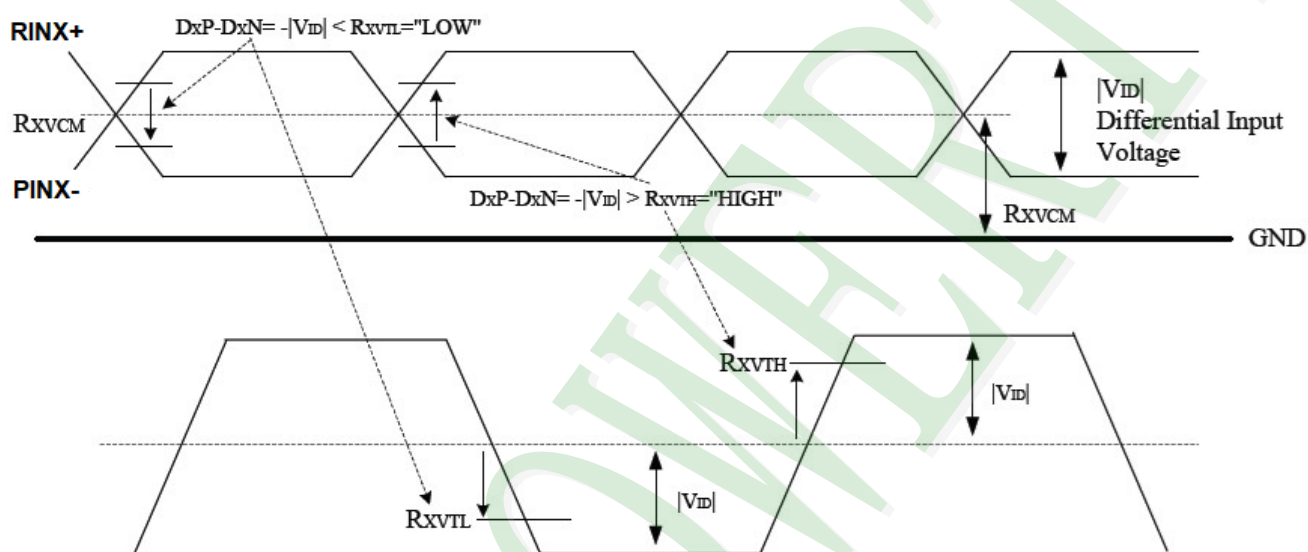 DxP-DxN= -|VID| < RXVTL="LOW"
RINX+
RXVCM
|VID|
Differential Input
Voltage
PINX-
DxP-DxN= -|VID| > RXVTH="HIGH"
RXVCM
GND
RXVTH
|VID|
|VID|
RXVTL